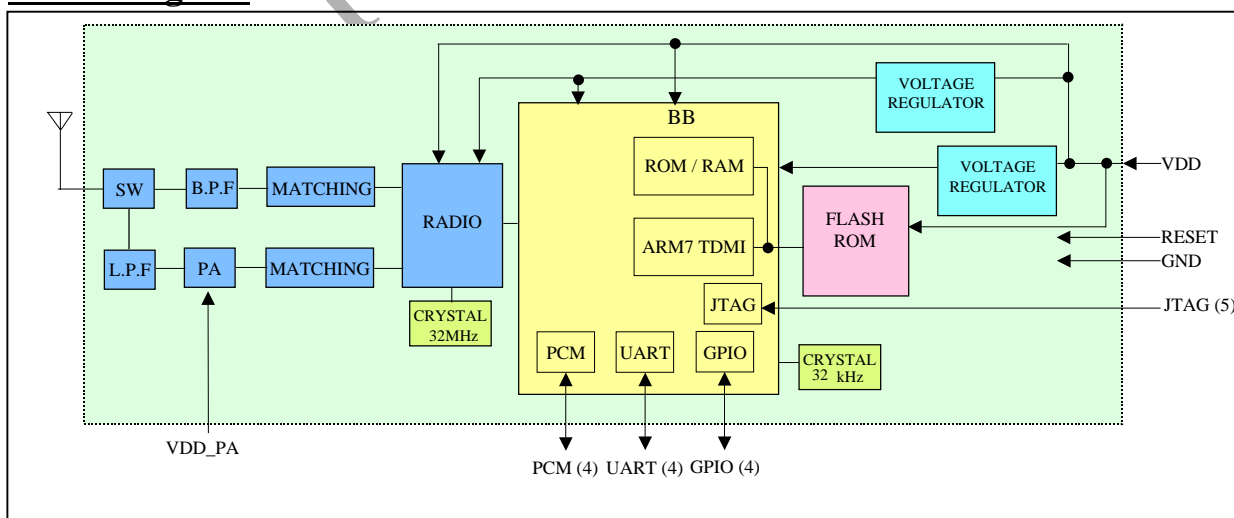 VOLTAGE
REGULATOR
BB
ROM / RAM
VOLTAGE
REGULATOR
VDD
SW
B.P.F
MATCHING
RADIO
FLASH
ROM
ARM7 TDMI
RESET
GND
L.P.F
PA
MATCHING
JTAG
JTAG (5)
CRYSTAL
32MHz
PCM
UART
GPIO
CRYSTAL
32 kHz
VDD_PA
PCM (4)
UART (4)
GPIO (4)